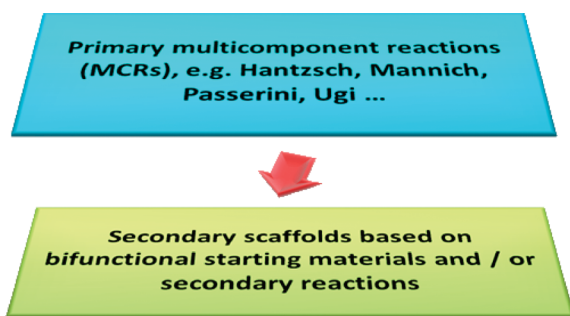 Primary multicomponent reactions
(MCRs), e.g. Hantzsch, Mannich,
Passerini, Ugi ...
Secondary scaffolds based on
bifunctional starting materials and / or
secondary reactions